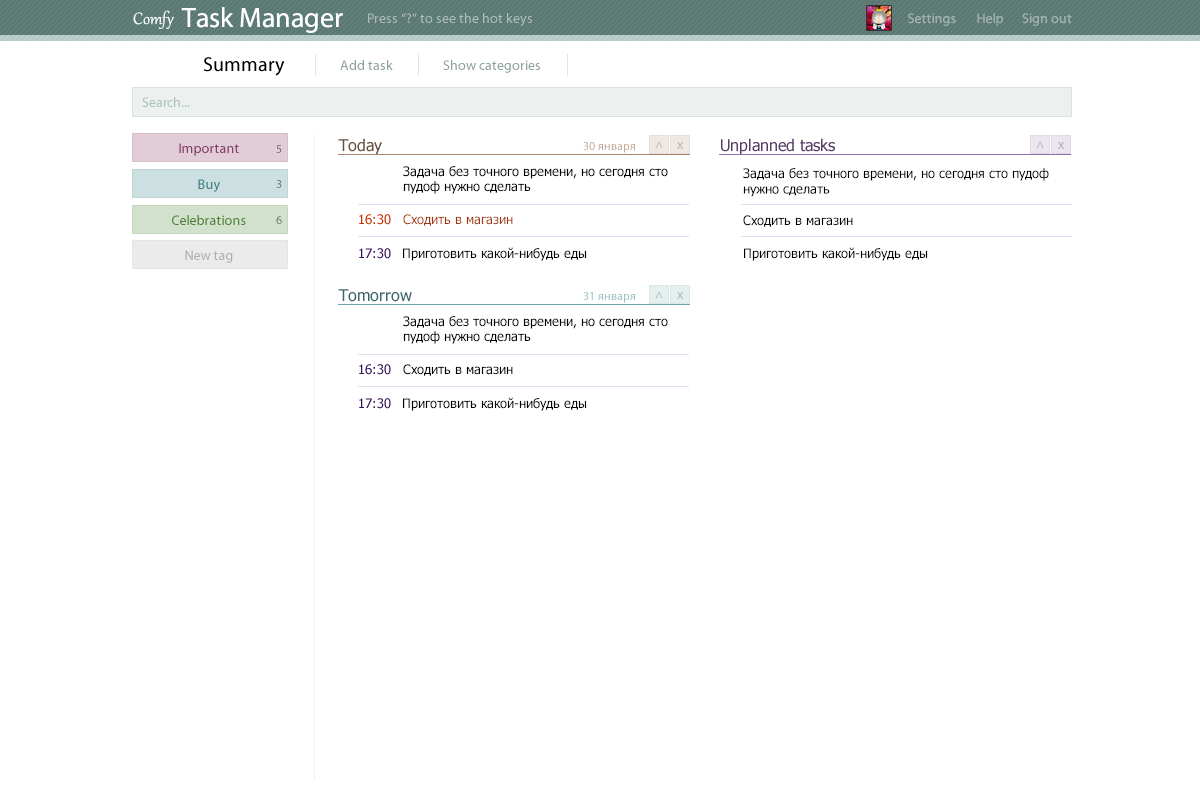 Comfy Task Manager Press “?” to see the hot keys Settings Help Sign out
Summary Add task Show categories
Search...
Important 5
Buy 3
Celebrations 6
New tag
Today 30 января ^ x
Задача без точного времени, но сегодня сто
пудоф нужно сделать
16:30 Сходить в магазин
17:30 Приготовить какой-нибудь еды
Tomorrow 31 января ^ x
Задача без точного времени, но сегодня сто
пудоф нужно сделать
16:30 Сходить в магазин
17:30 Приготовить какой-нибудь еды
Unplanned tasks ^ x
Задача без точного времени, но сегодня сто пудоф
нужно сделать
Сходить в магазин
Приготовить какой-нибудь еды